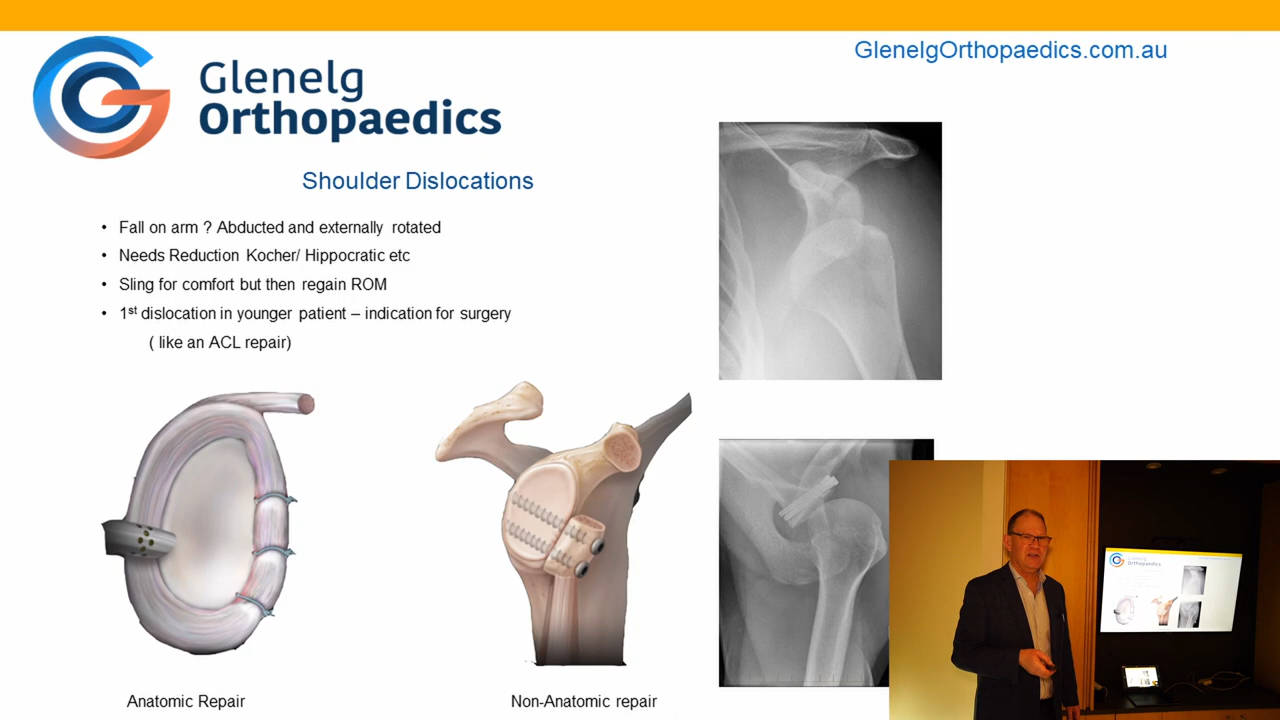 Glenelg
Orthopaedics
GlenelgOrthopaedics.com.au
Shoulder Dislocations
• Fall on arm ? Abducted and externally rotated
• Needs Reduction Kocher/ Hippocratic etc
• Sling for comfort but then regain ROM
• 1st dislocation in younger patient – indication for surgery
( like an ACL repair)
Anatomic Repair
Non-Anatomic repair
Glenelg
Orthopaedics